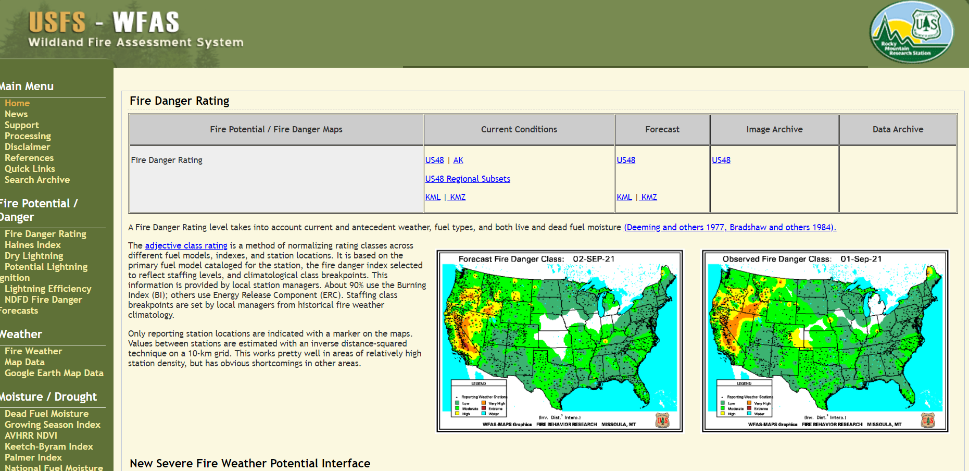 USFS - WFAS
Wildland Fire Assessment System
Rocky Mountain Research Station
Main Menu
Home
News
Support
Processing
Disclaimer
References
Quick Links
Search Archive
Fire Potential /
Danger
Fire Danger Rating
Haines Index
Dry Lightning
Potential Lightning
gnition
Lightning Efficiency
NDFD Fire Danger
Forecasts
Weather
Fire Weather
Map Data
Google Earth Map Data
Moisture / Drought
Dead Fuel Moisture
Growing Season Index
AVHRR NDVI
Keetch-Byram Index
Palmer Index
National Fuel Moisture
Fire Danger Rating
Fire Potential / Fire Danger Maps Current Conditions Forecast Image Archive Data Archive
Fire Danger Rating US48 | AK US48 US48
US48 Regional Subsets
KML | KMZ KML | KMZ
A Fire Danger Rating level takes into account current and antecedent weather, fuel types, and both live and dead fuel moisture (Deeming and others 1977, Bradshaw and others 1984).
The adjective class rating is a method of normalizing rating classes across
different fuel models, indexes, and station locations. It is based on the
primary fuel model cataloged for the station, the fire danger index selected
to reflect staffing levels, and climatological class breakpoints. This
information is provided by local station managers. About 90% use the Burning
Index (BI); others use Energy Release Component (ERC). Staffing class
breakpoints are set by local managers from historical fire weather
climatology.
Only reporting station locations are indicated with a marker on the maps.
Values between stations are estimated with an inverse distance-squared
technique on a 10-km grid. This works pretty well in areas of relatively high
station density, but has obvious shortcomings in other areas.
Forecast Fire Danger Class: 02-SEP-21
LEGEND
Reporting Weather Stations
Low Very High
Moderate Extreme
High Water
(Inv. Dist.² Interp.)
WFAS-MAPS Graphics FIRE BEHAVIOR RESEARCH MISSOULA, MT
Observed Fire Danger Class: 01-Sep-21
LEGEND
Reporting Weather Stations
Low Very High
Moderate Extreme
High Water
(Inv. Dist.² Interp.)
WFAS-MAPS Graphics FIRE BEHAVIOR RESEARCH MISSOULA, MT
New Severe Fire Weather Potential Interface